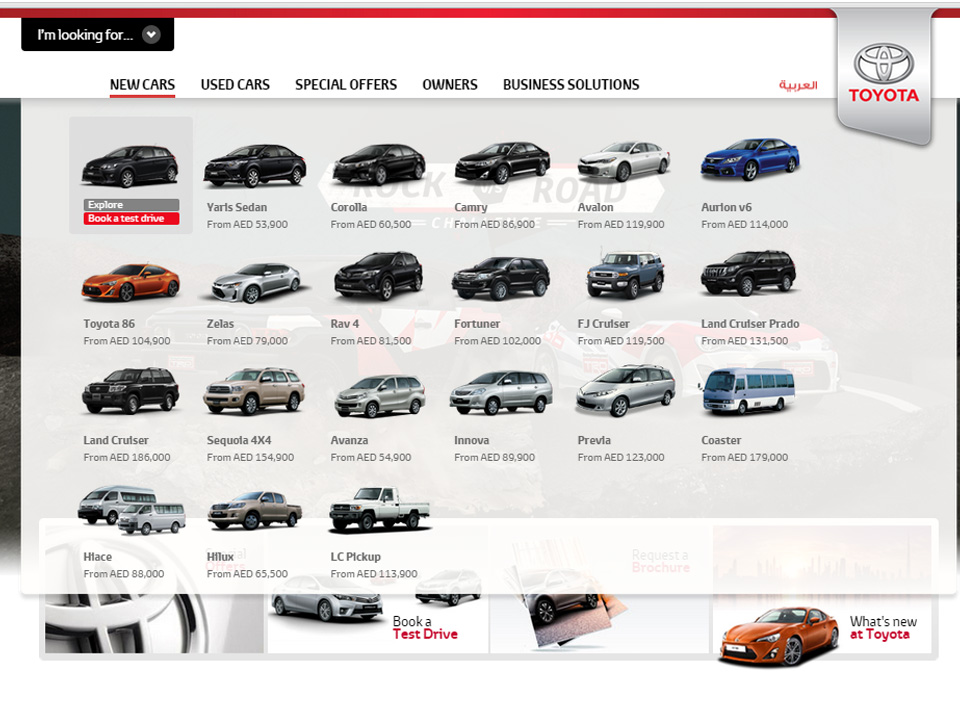 I'm looking for...
NEW CARS
USED CARS
SPECIAL OFFERS
OWNERS
BUSINESS SOLUTIONS
العربية
TOYOTA
ROCK VS ROAD
CHALLENGE
Explore
Book a test drive
Yaris Sedan
From AED 53,900
Corolla
From AED 60,500
Camry
From AED 86,900
Avalon
From AED 119,900
Aurion v6
From AED 114,000
Toyota 86
From AED 104,900
Zelas
From AED 79,000
Rav 4
From AED 81,500
Fortuner
From AED 102,000
FJ Cruiser
From AED 119,500
Land Cruiser Prado
From AED 131,500
Land Cruiser
From AED 186,000
Sequoia 4X4
From AED 154,900
Avanza
From AED 54,900
Innova
From AED 89,900
Previa
From AED 123,000
Coaster
From AED 179,000
Hiace
From AED 88,000
Hilux
From AED 65,500
LC Pickup
From AED 113,900
Special
Offers
Book a
Test Drive
Request a
Brochure
What's new
at Toyota